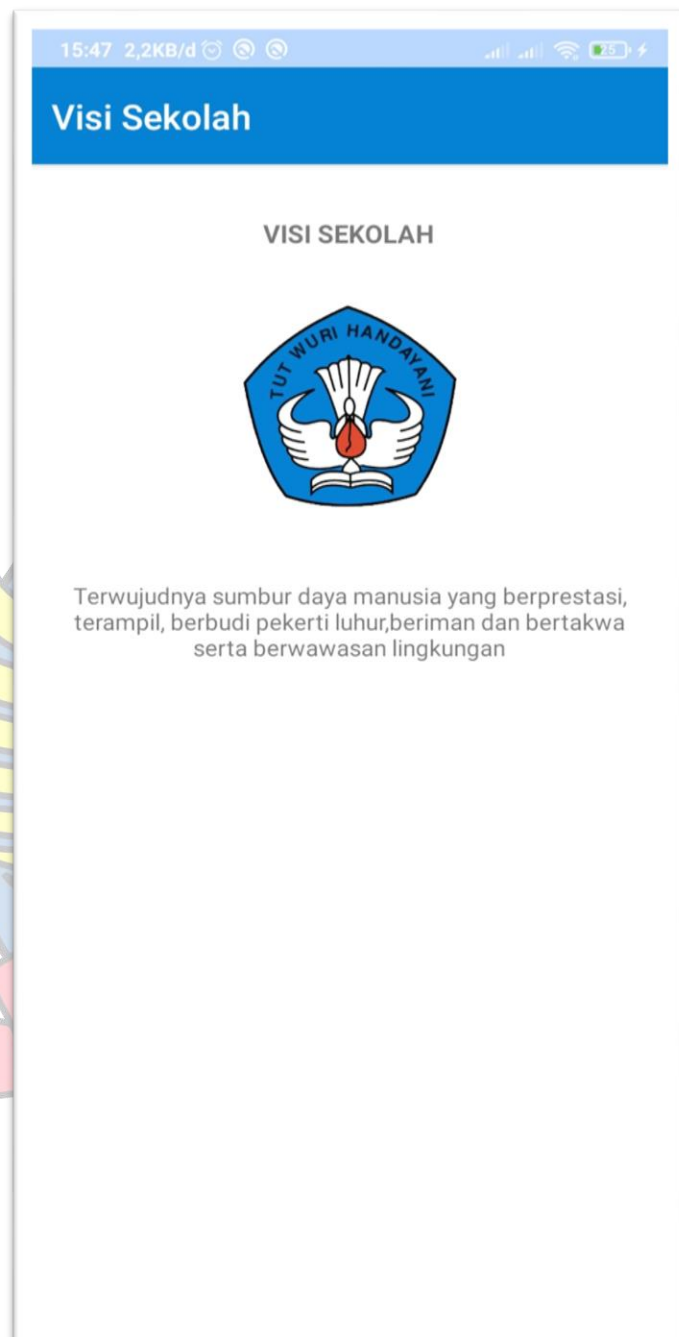 15:47 2,2KB/d
25
Visi Sekolah
VISI SEKOLAH
TUT WURI HANDAYANI
Terwujudnya sumbur daya manusia yang berprestasi,
terampil, berbudi pekerti luhur,beriman dan bertakwa
serta berwawasan lingkungan